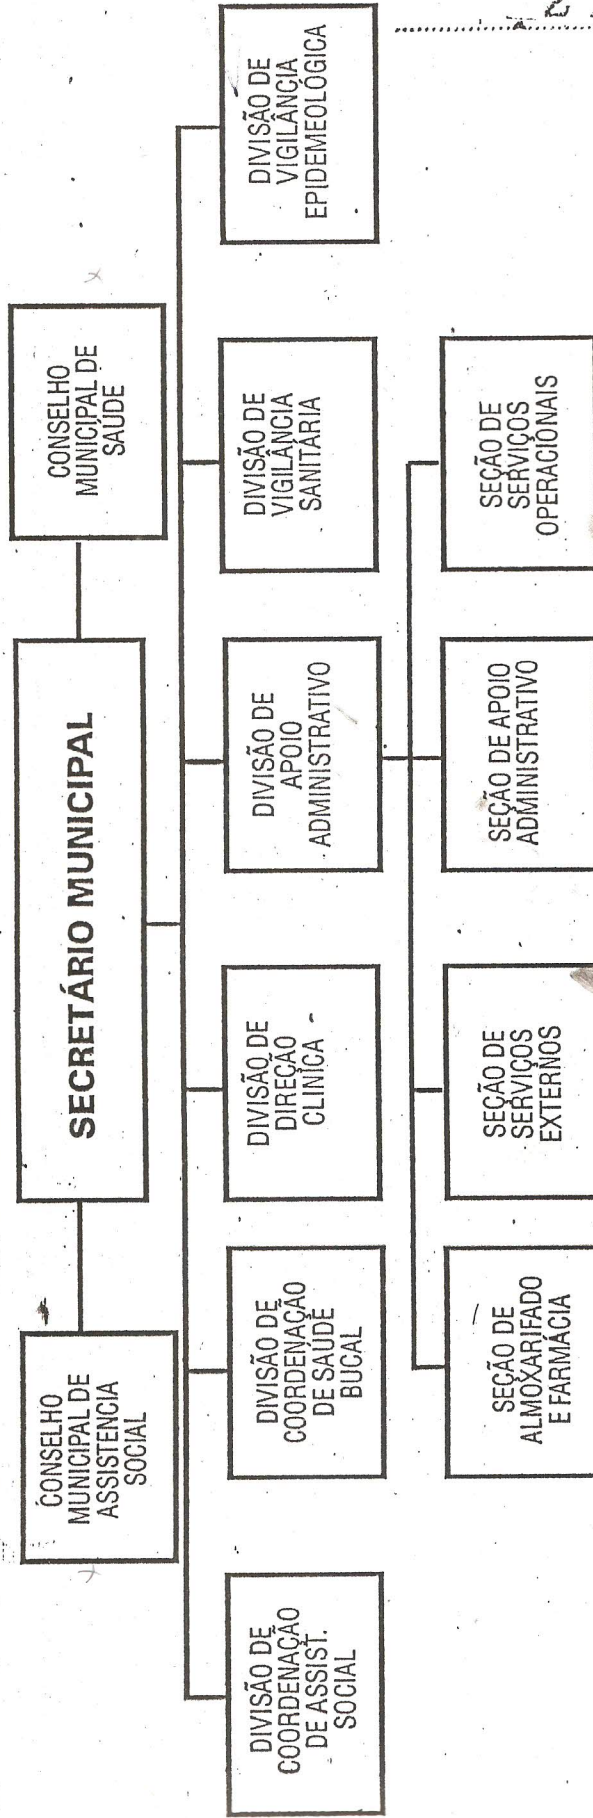 CONSELHO
MUNICIPAL DE
ASSISTENCIA
SOCIAL
SECRETÁRIO MUNICIPAL
CONSELHO
MUNICIPAL DE
SAÚDE
DIVISÃO DE
COORDENAÇÃO
DE ASSIST.
SOCIAL
DIVISÃO DE
COORDENAÇÃO
DE SAÚDE
BUCAL
DIVISÃO DE
DIREÇÃO
CLINICA
DIVISÃO DE
APOIO
ADMINISTRATIVO
DIVISÃO DE
VIGILÂNCIA
SANITÁRIA
DIVISÃO DE
VIGILÂNCIA
EPIDEMEOLÓGICA
SEÇÃO DE
ALMOXARIFADO
E FARMÁCIA
SEÇÃO DE
SERVIÇOS
EXTERNOS
SEÇÃO DE APOIO
ADMINISTRATIVO
SEÇÃO DE
SERVIÇOS
OPERACIONAIS